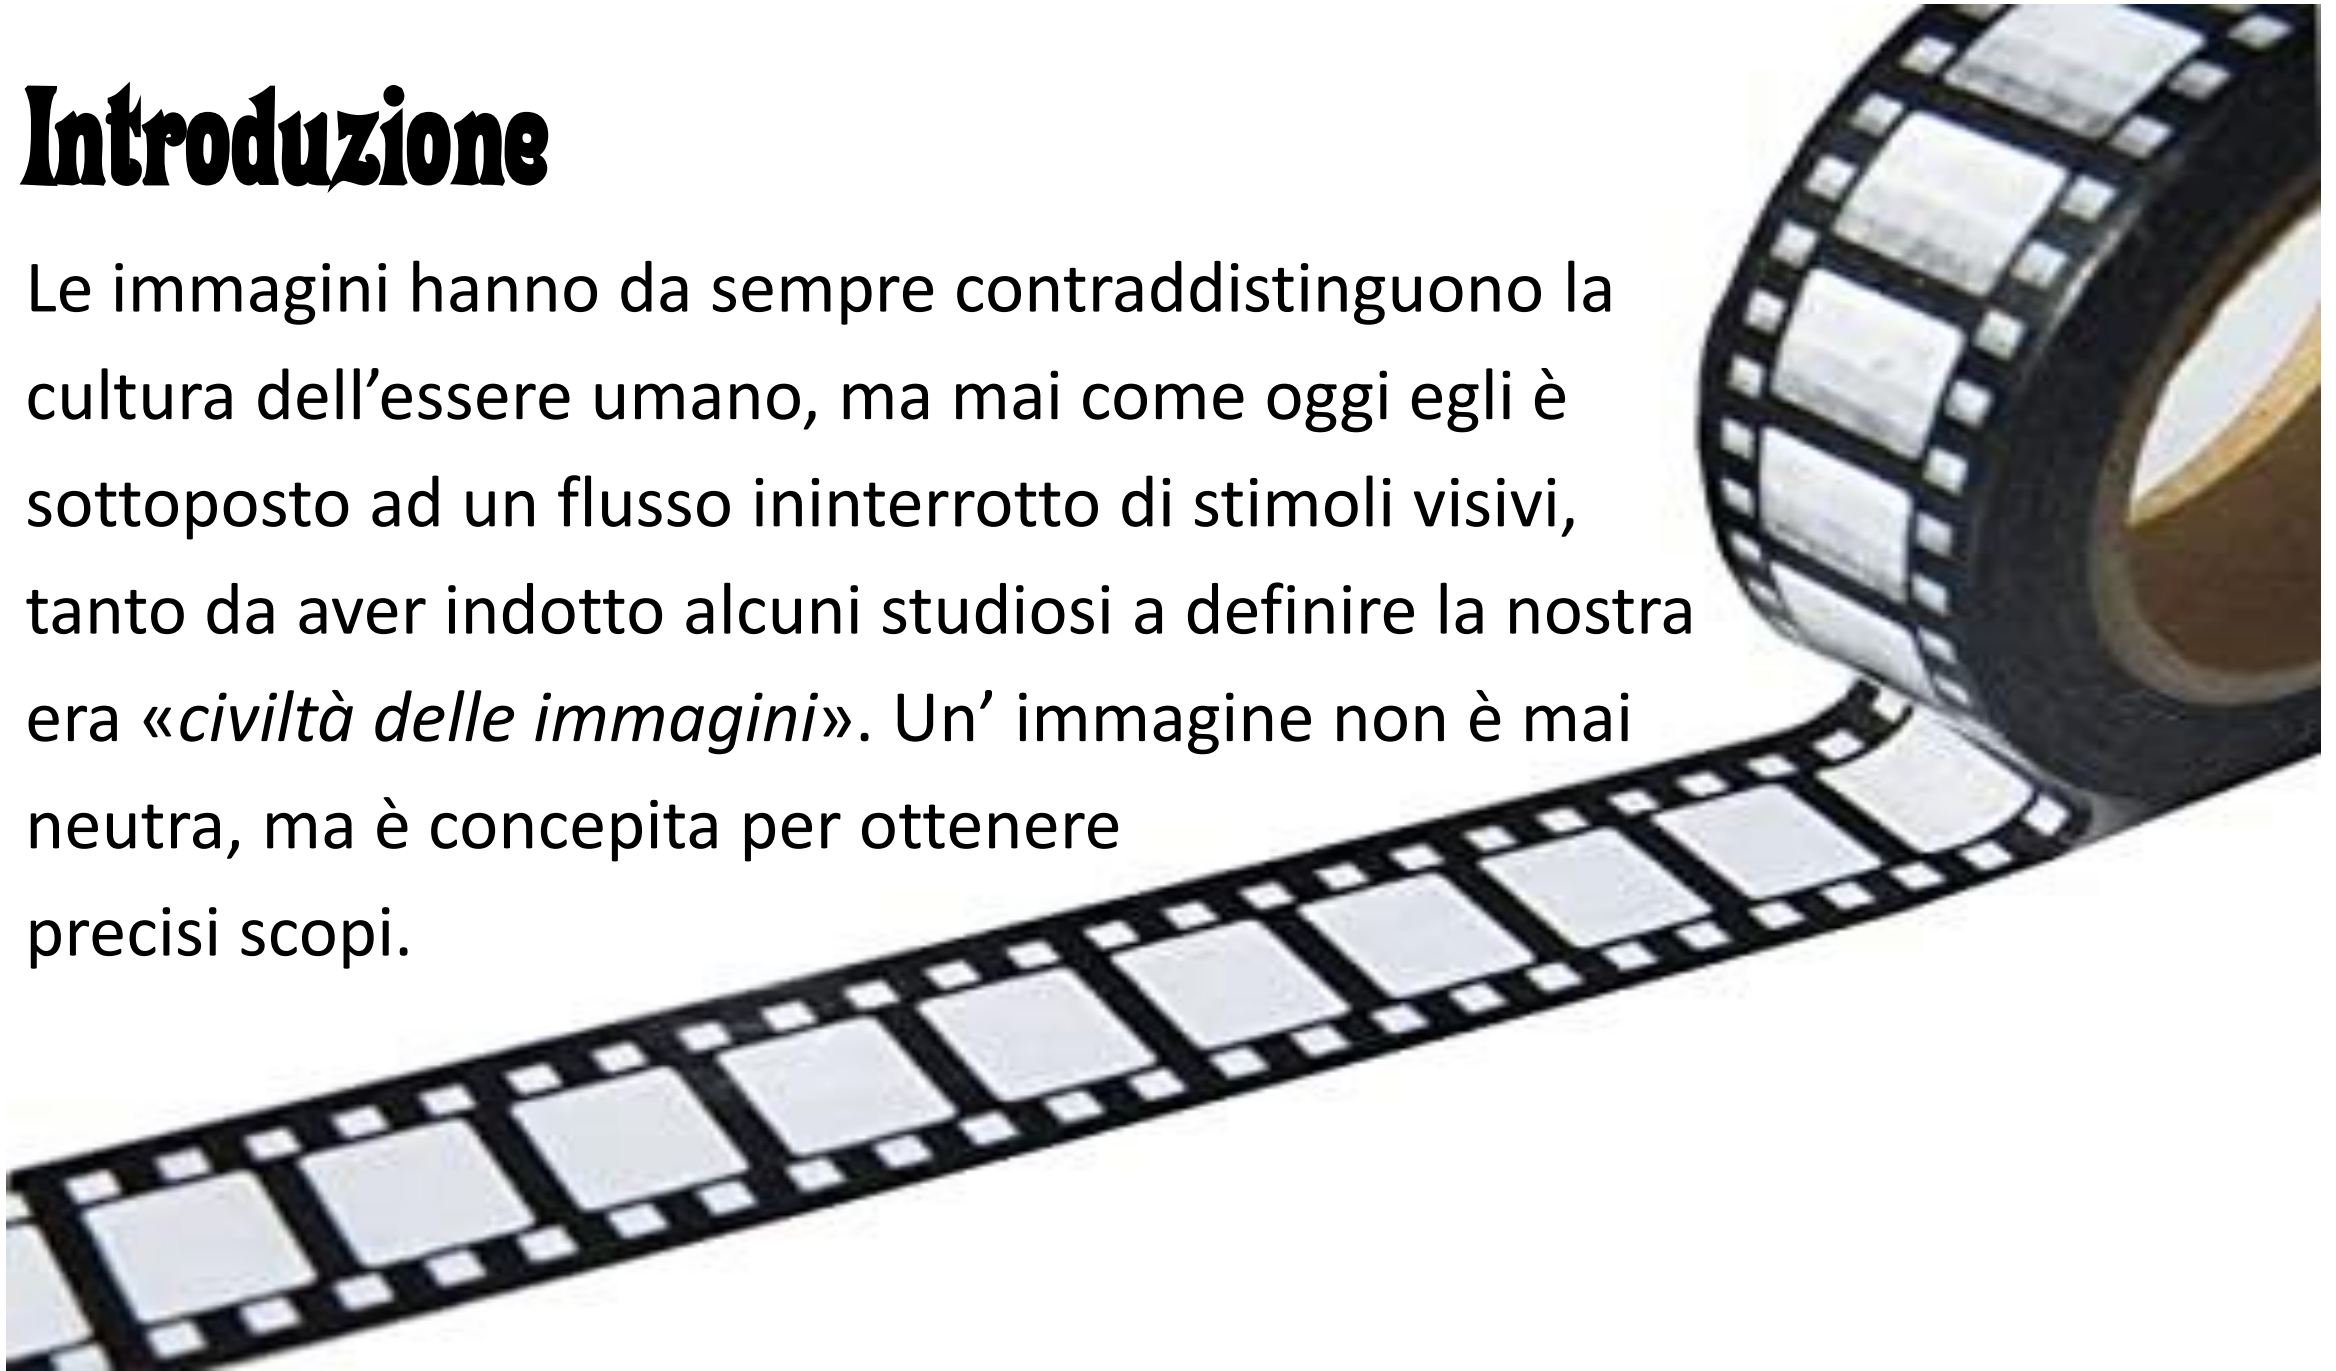 Introduzione
Le immagini hanno da sempre contraddistinguono la
cultura dell’essere umano, ma mai come oggi egli è
sottoposto ad un flusso ininterrotto di stimoli visivi,
tanto da aver indotto alcuni studiosi a definire la nostra
era «civiltà delle immagini». Un’ immagine non è mai
neutra, ma è concepita per ottenere
precisi scopi.